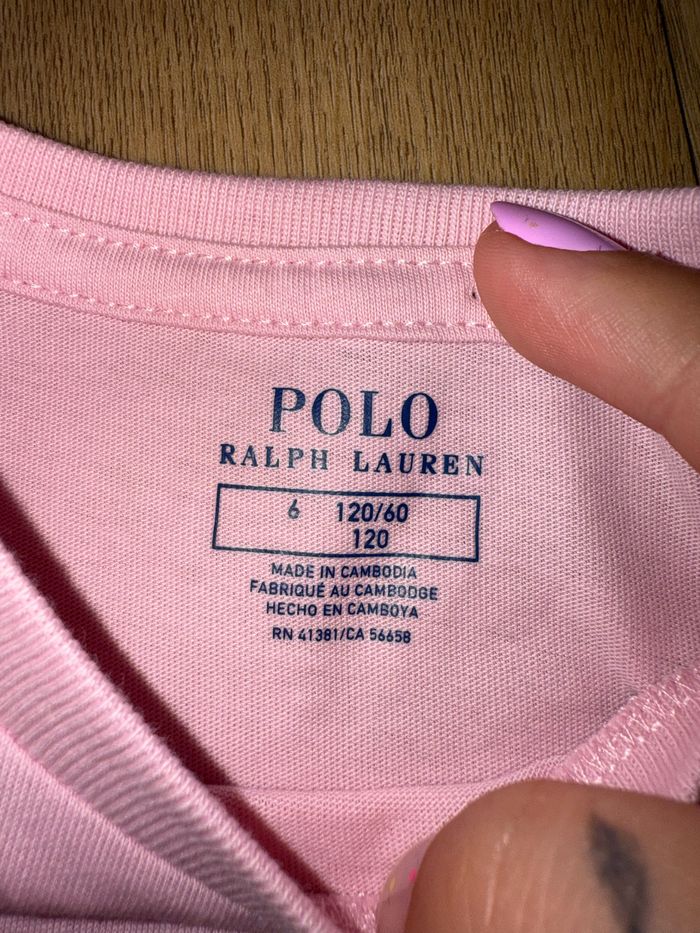 POLO
RALPH LAUREN
6 120/60
120
MADE IN CAMBODIA
FABRIQUÉ AU CAMBODGE
HECHO EN CAMBOYA
RN 41381/CA 56658